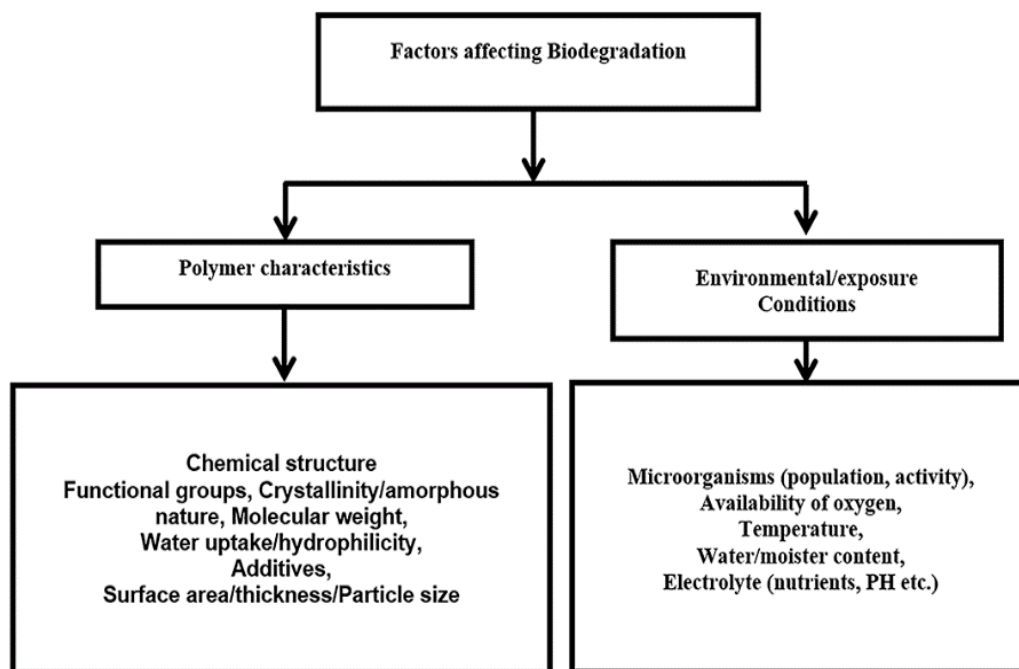 Factors affecting Biodegradation
Polymer characteristics
Environmental/exposure
Conditions
Chemical structure
Functional groups, Crystallinity/amorphous
nature, Molecular weight,
Water uptake/hydrophilicity,
Additives,
Surface area/thickness/Particle size
Microorganisms (population, activity),
Availability of oxygen,
Temperature,
Water/moister content,
Electrolyte (nutrients, PH etc.)